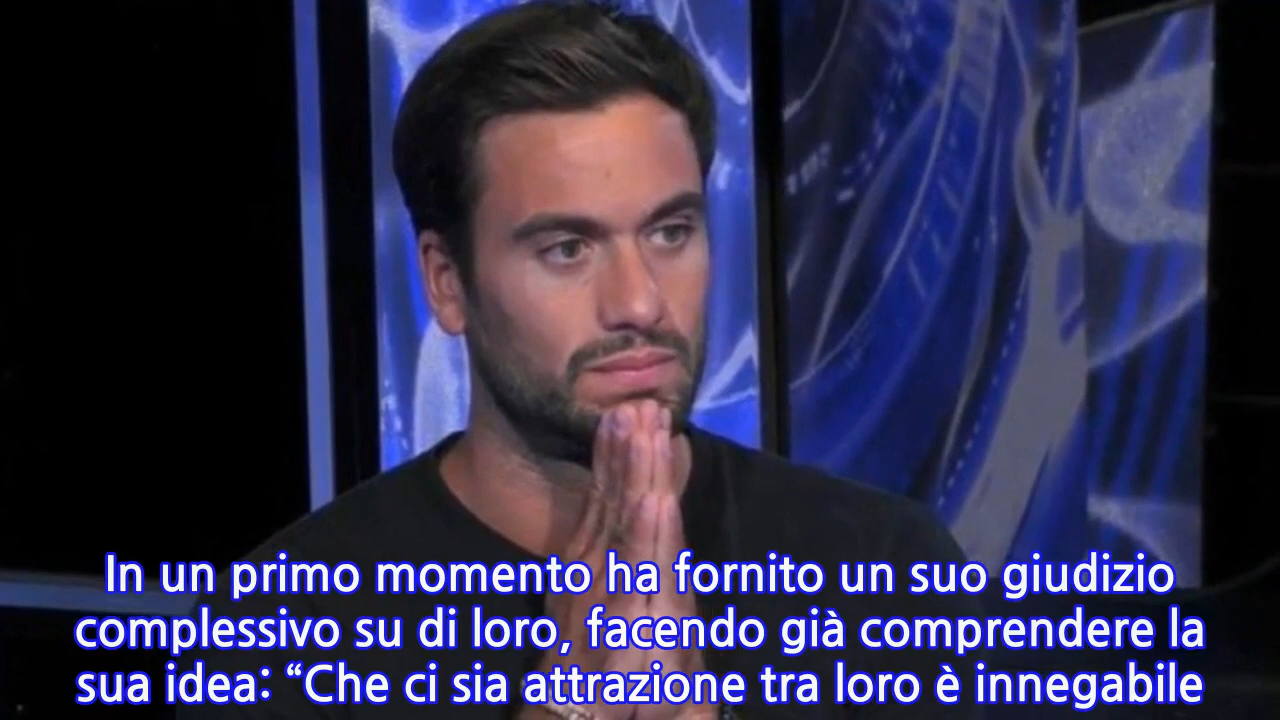 In un primo momento ha fornito un suo giudizio
complessivo su di loro, facendo già comprendere la
sua idea: “Che ci sia attrazione tra loro è innegabile